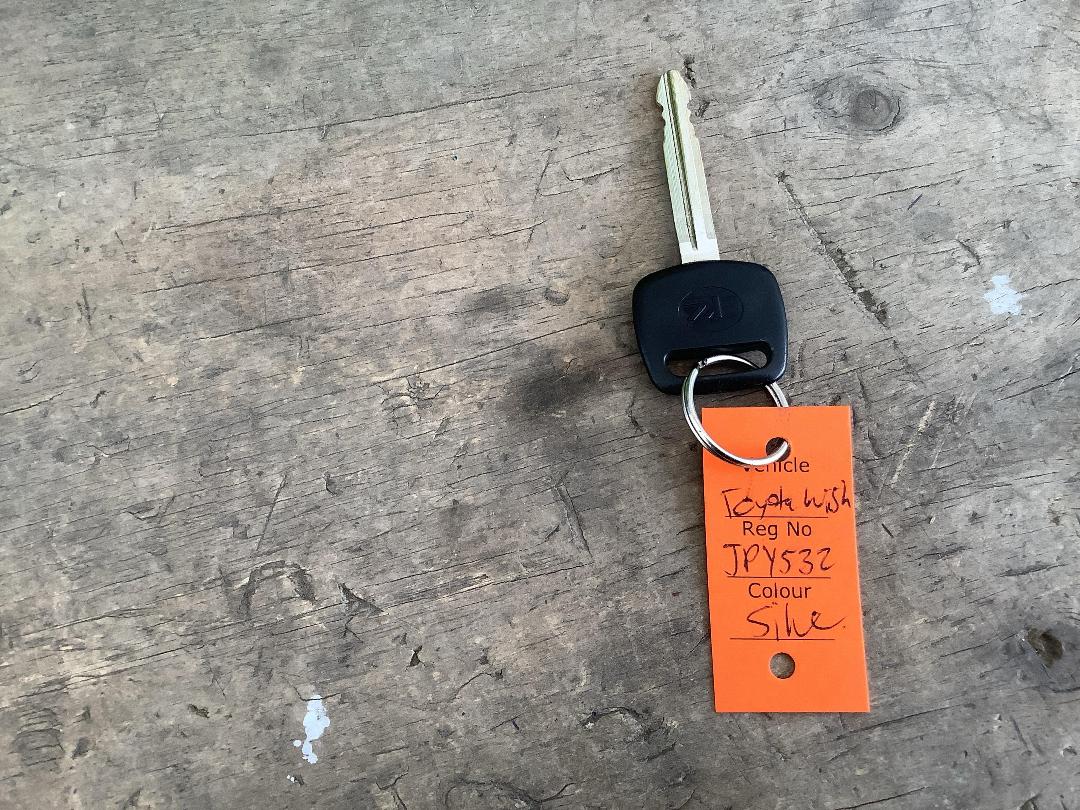 Vehicle
Toyota Wish
Reg No
JPY532
Colour
Silve